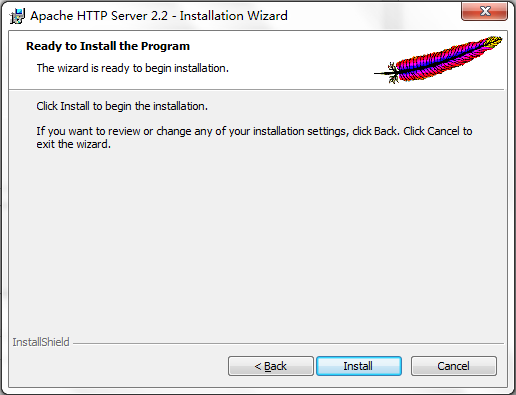 Apache HTTP Server 2.2 - Installation Wizard
Ready to Install the Program
The wizard is ready to begin installation.
Click Install to begin the installation.
If you want to review or change any of your installation settings, click Back. Click Cancel to
exit the wizard.
InstallShield
< Back
Install
Cancel